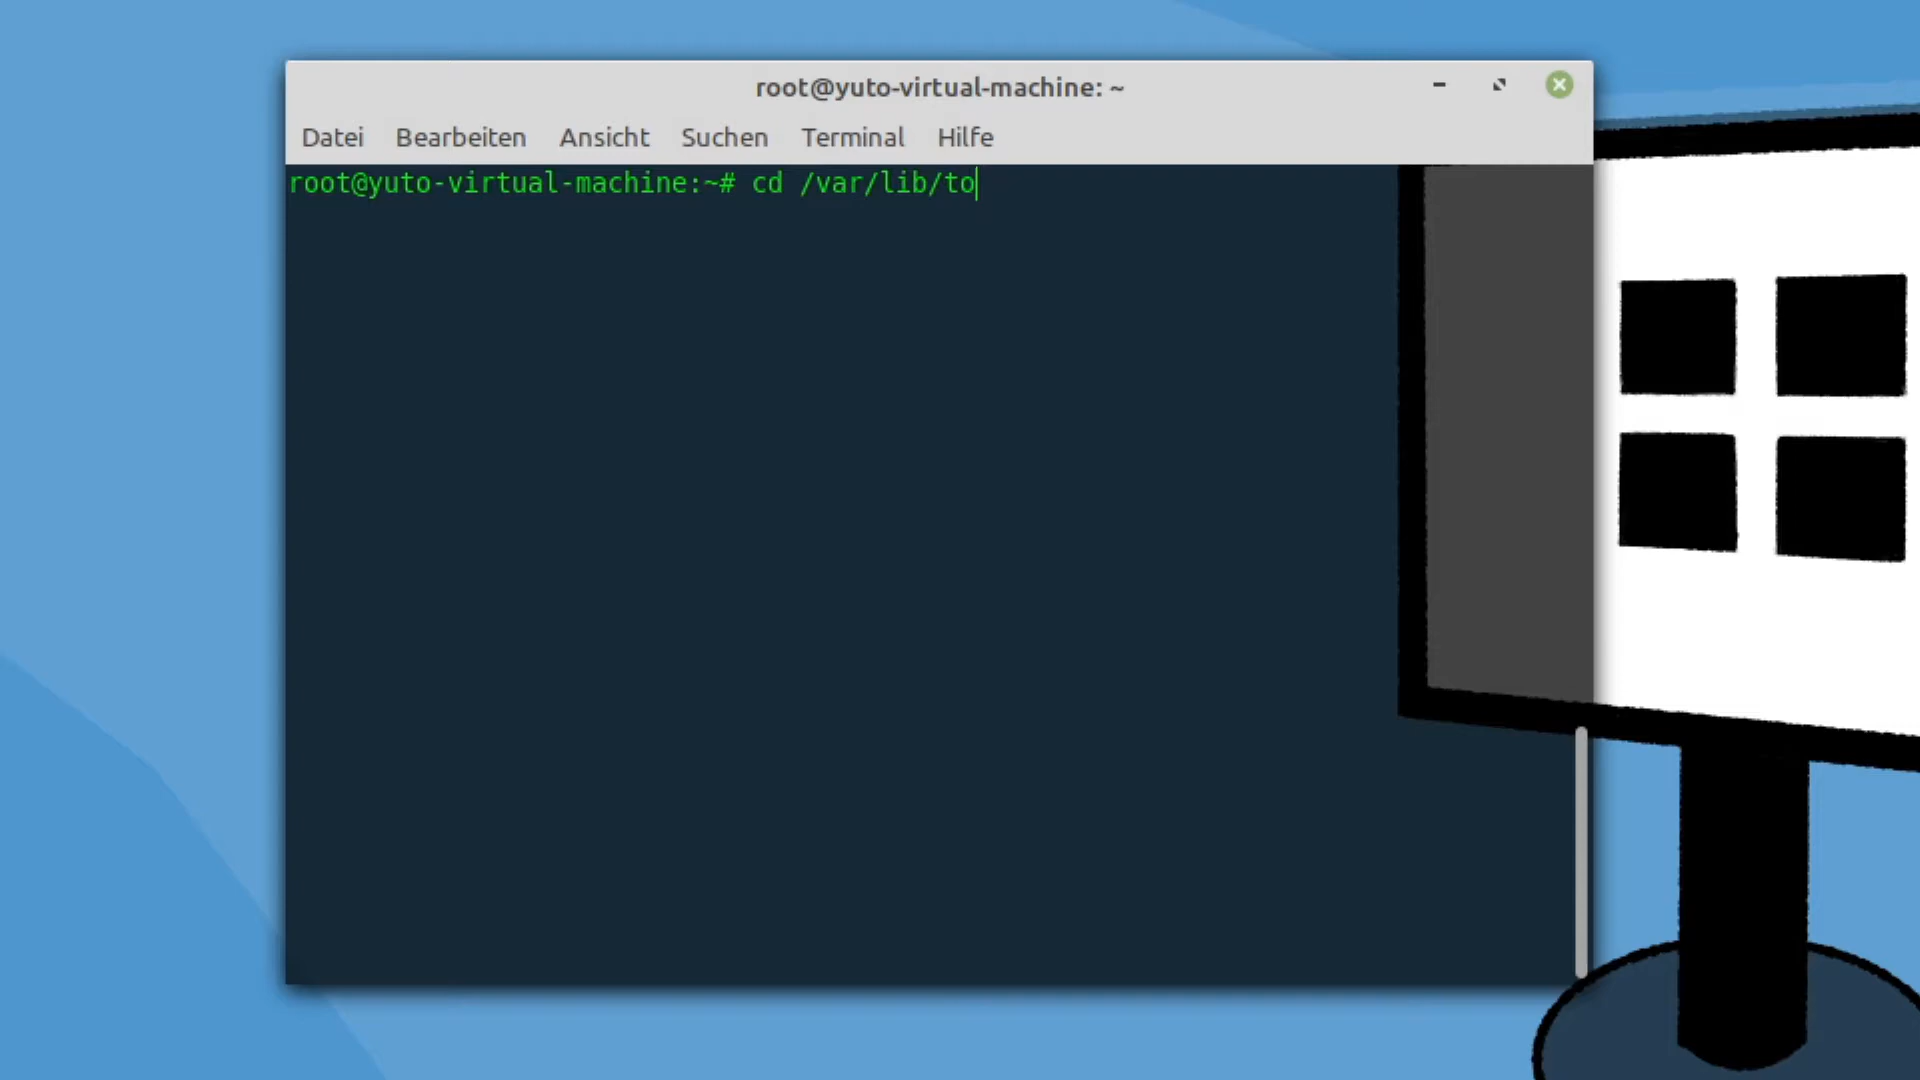 root@yuto-virtual-machine: ~
Datei Bearbeiten Ansicht Suchen Terminal Hilfe
root@yuto-virtual-machine:~# cd /var/lib/to